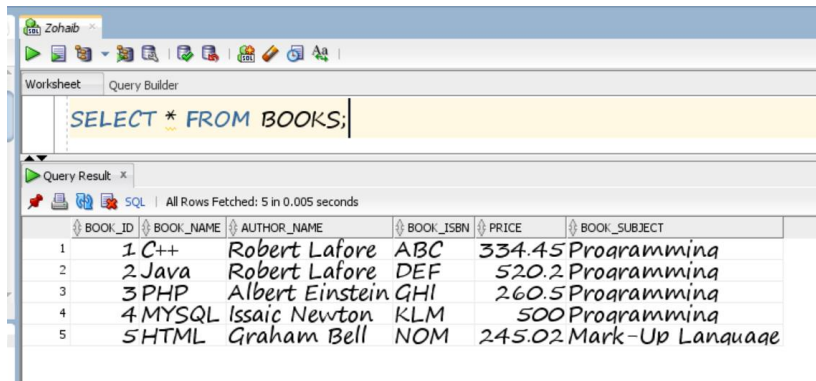 Zohaib
Worksheet Query Builder
SELECT * FROM BOOKS;
Query Result x
SQL | All Rows Fetched: 5 in 0.005 seconds
BOOK_ID BOOK_NAME AUTHOR_NAME BOOK_ISBN PRICE BOOK_SUBJECT
1 1 C++ Robert Lafore ABC 334.45 Programming
2 2 Java Robert Lafore DEF 520.2 Programming
3 3 PHP Albert Einstein GHI 260.5 Programming
4 4 MYSQL Issaic Newton KLM 500 Programming
5 5 HTML Graham Bell NOM 245.02 Mark-Up Language